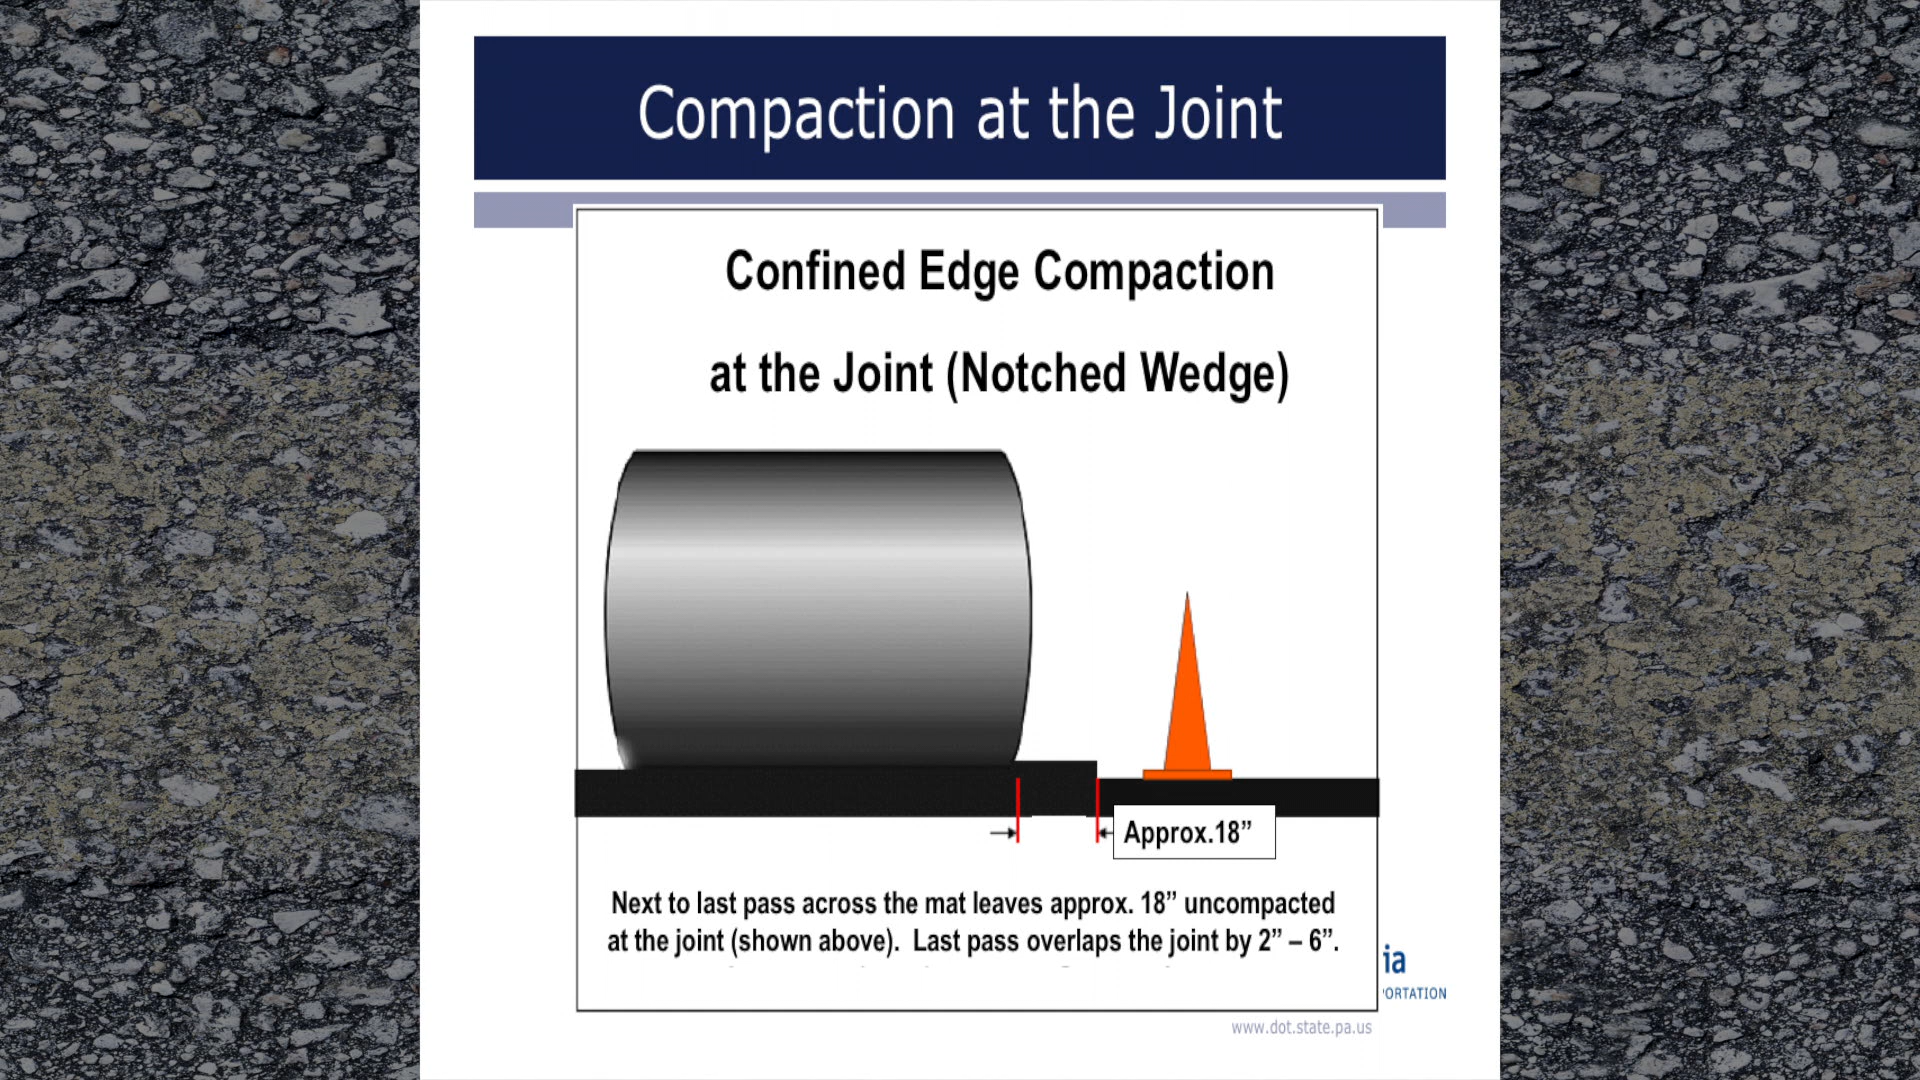 Compaction at the Joint
Confined Edge Compaction
at the Joint (Notched Wedge)
Approx.18”
Next to last pass across the mat leaves approx. 18” uncompacted
at the joint (shown above).  Last pass overlaps the joint by 2” – 6”.
ia
ORTATION
www.dot.state.pa.us